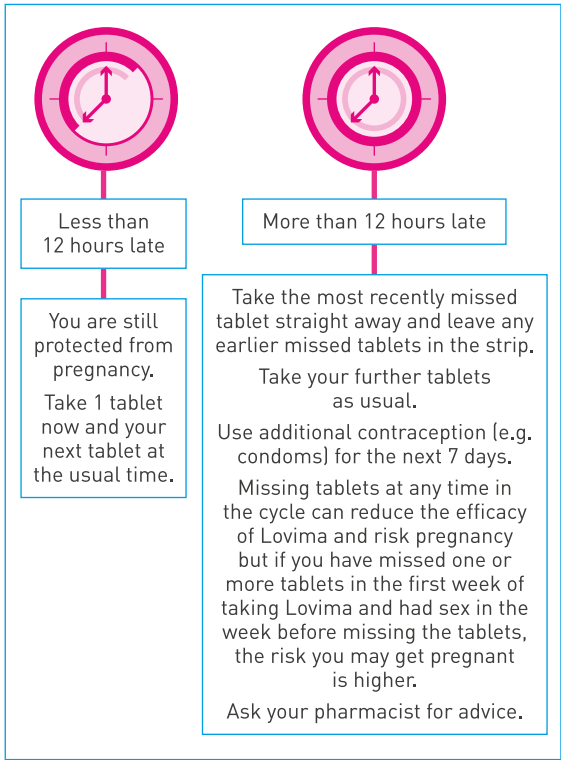 Less than
12 hours late
You are still
protected from
pregnancy.
Take 1 tablet
now and your
next tablet at
the usual time.
More than 12 hours late
Take the most recently missed
tablet straight away and leave any
earlier missed tablets in the strip.
Take your further tablets
as usual.
Use additional contraception (e.g.
condoms) for the next 7 days.
Missing tablets at any time in
the cycle can reduce the efficacy
of Lovima and risk pregnancy
but if you have missed one or
more tablets in the first week of
taking Lovima and had sex in the
week before missing the tablets,
the risk you may get pregnant
is higher.
Ask your pharmacist for advice.